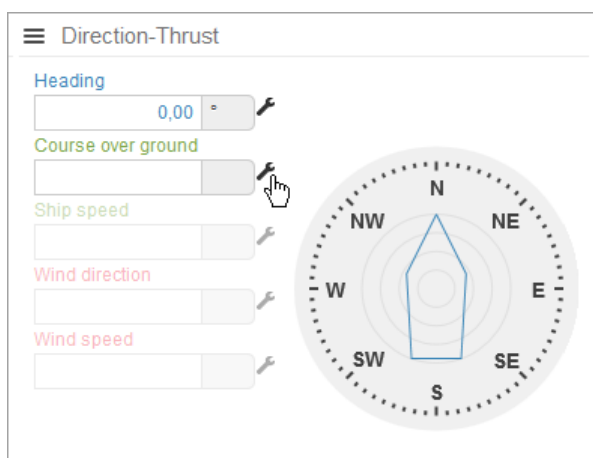 Direction-Thrust
Heading
0,00 °
Course over ground
Ship speed
Wind direction
Wind speed
N
NW NE
W E
SW SE
S